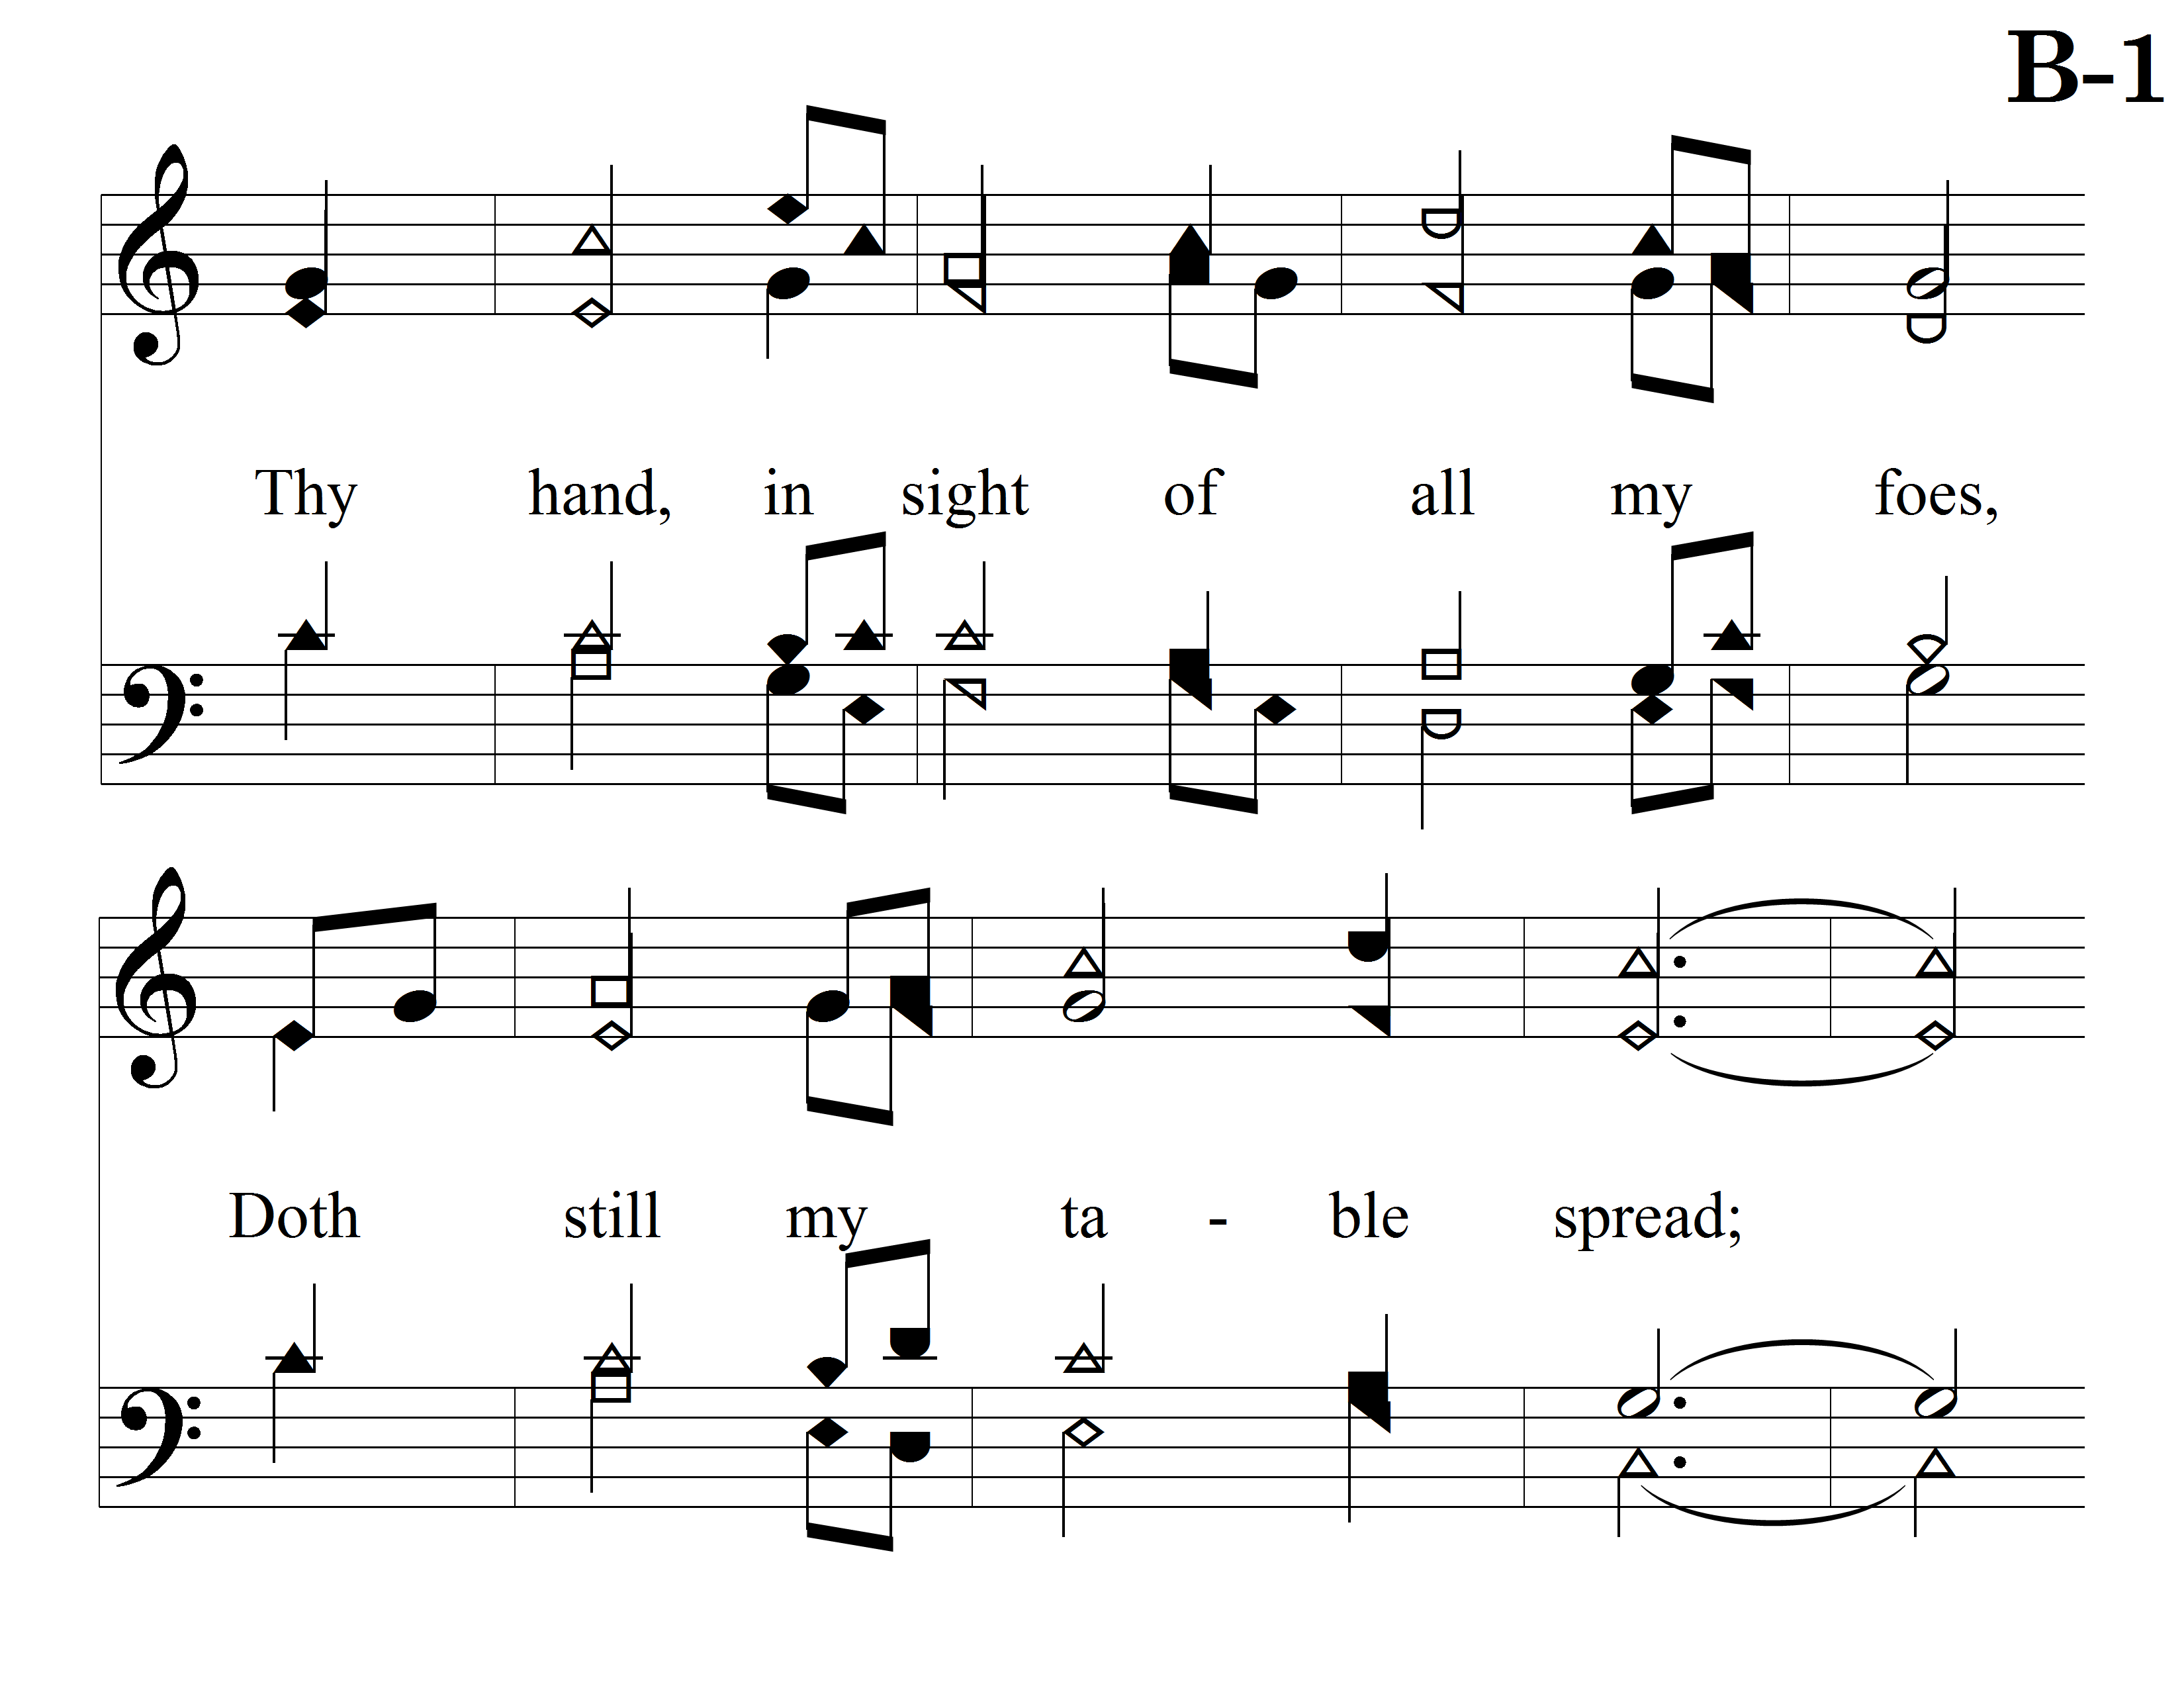 B-1
Thy hand, in sight of all my foes,
Doth still my ta - ble spread;